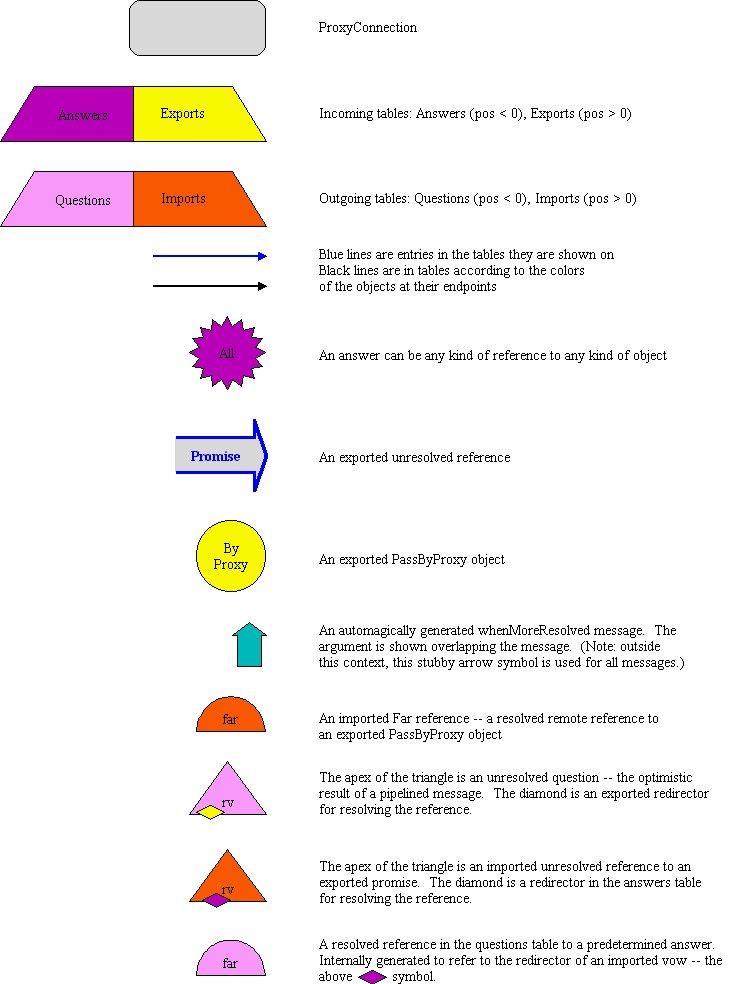 ProxyConnection
Answers Exports Incoming tables: Answers (pos < 0), Exports (pos > 0)
Questions Imports Outgoing tables: Questions (pos < 0), Imports (pos > 0)
Blue lines are entries in the tables they are shown on
Black lines are in tables according to the colors
of the objects at their endpoints
All An answer can be any kind of reference to any kind of object
Promise An exported unresolved reference
By
Proxy An exported PassByProxy object
An automagically generated whenMoreResolved message. The
argument is shown overlapping the message. (Note: outside
this context, this stubby arrow symbol is used for all messages.)
far An imported Far reference -- a resolved remote reference to
an exported PassByProxy object
The apex of the triangle is an unresolved question -- the optimistic
rv result of a pipelined message. The diamond is an exported redirector
for resolving the reference.
The apex of the triangle is an imported unresolved reference to an
rv exported promise. The diamond is a redirector in the answers table
for resolving the reference.
A resolved reference in the questions table to a predetermined answer.
far Internally generated to refer to the redirector of an imported vow -- the
above symbol.